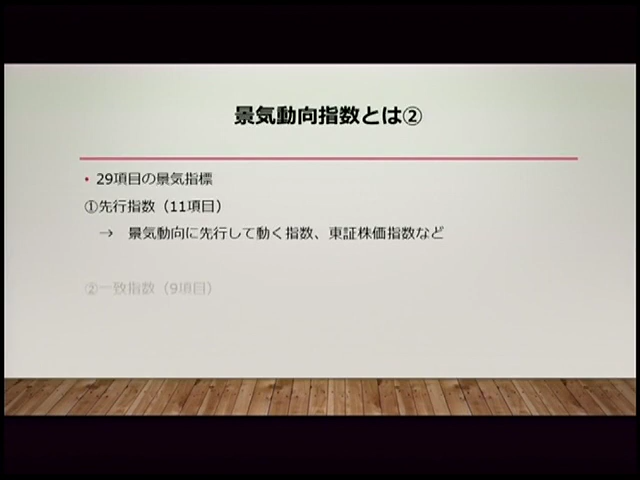 景気動向指数とは②
• 29項目の景気指標
①先行指数（11項目）
→ 景気動向に先行して動く指数、東証株価指数など
②一致指数（9項目）